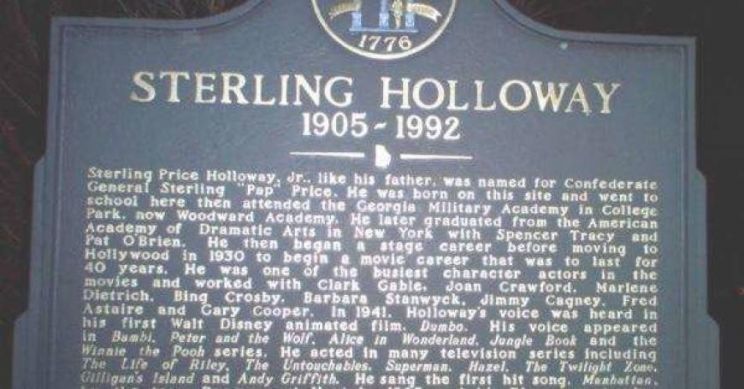 1776
STERLING HOLLOWAY
1905-1992
Sterling Price Holloway, Jr., like his father, was named for Confederate
General Sterling "Pap" Price. He was born on this site and went to
school here then attended the Georgia Military Academy in College
Park, now Woodward Academy. He later graduated from the American
Academy of Dramatic Arts in New York with Spencer Tracy and
Pat O'Brien. He then began a stage career before moving to
Hollywood in 1930 to begin a movie career that was to last for
40 years. He was one of the busiest character actors in the
movies and worked with Clark Gable, Joan Crawford, Marlene
Dietrich, Bing Crosby, Barbara Stanwyck, Jimmy Cagney, Fred
Astaire and Gary Cooper. In 1941, Holloway's voice was heard in
his first Walt Disney animated film, Dumbo. His voice appeared
in Bambi, Peter and the Wolf, Alice in Wonderland, Jungle Book and the
Winnie the Pooh series. He acted in many television series including
The Life of Riley, The Untouchables, Superman, Hazel, The Twilight Zone,
Gilligan's Island and Andy Griffith. He sang the first hit song, Manhattan,